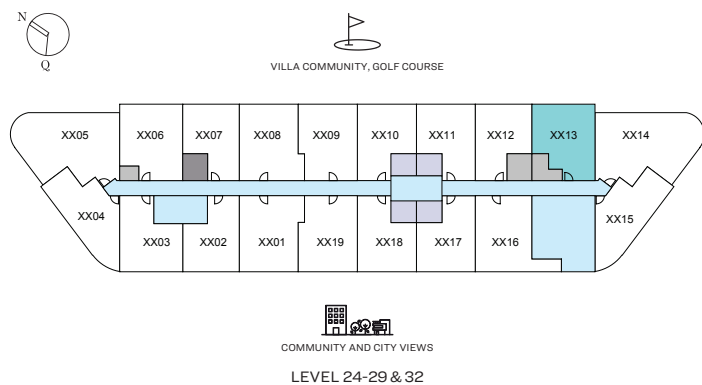 N
Q
VILLA COMMUNITY, GOLF COURSE
XX05 XX06 XX07 XX08 XX09 XX10 XX11 XX12 XX13 XX14
XX04 XX15
XX03 XX02 XX01 XX19 XX18 XX17 XX16
COMMUNITY AND CITY VIEWS
LEVEL 24-29 & 32